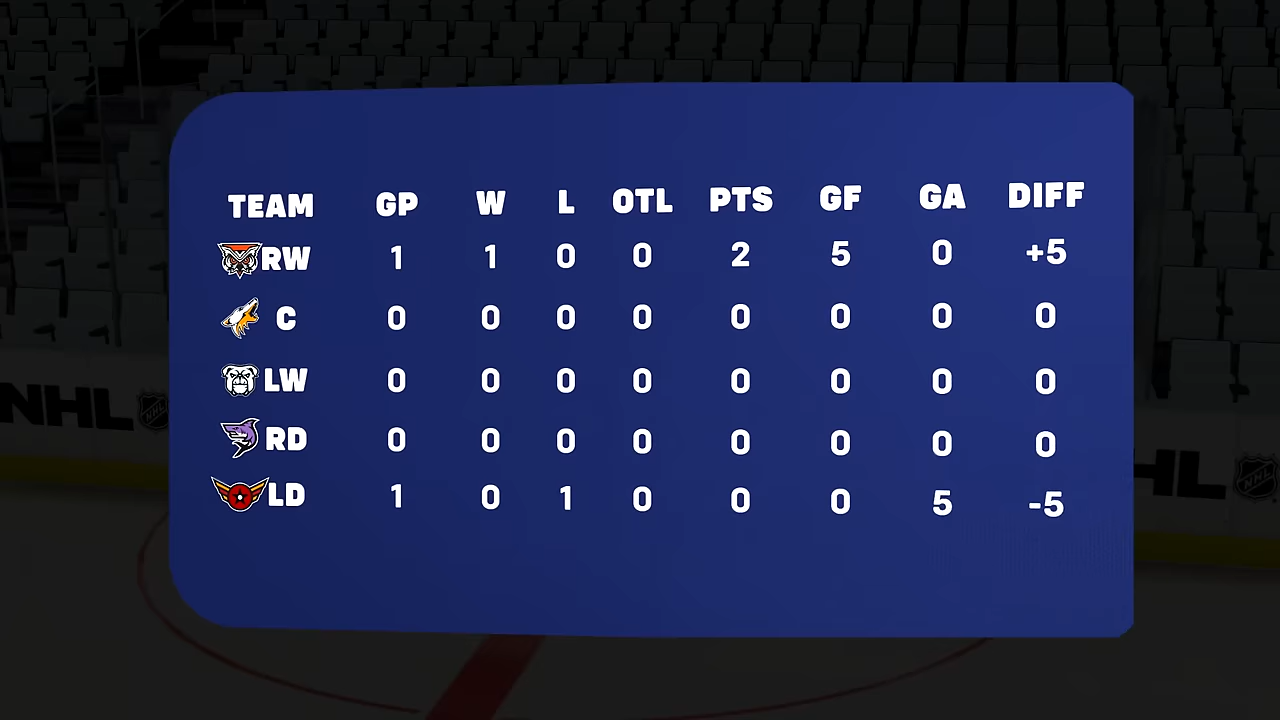 TEAM GP W L OTL PTS GF GA DIFF
RW 1 1 0 0 2 5 0 +5
C 0 0 0 0 0 0 0 0
LW 0 0 0 0 0 0 0 0
RD 0 0 0 0 0 0 0 0
LD 1 0 1 0 0 0 5 -5
NHL NHL
HL NHL